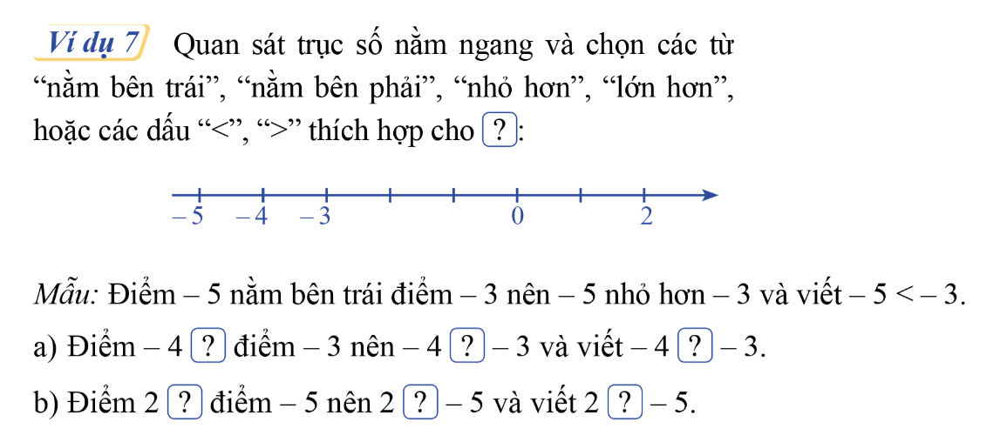 Ví dụ 7 Quan sát trục số nằm ngang và chọn các từ
“nằm bên trái”, “nằm bên phải”, “nhỏ hơn”, “lớn hơn”,
hoặc các dấu “<”, “>” thích hợp cho ? :
– 5 – 4 – 3 0 2
Mẫu: Điểm – 5 nằm bên trái điểm – 3 nên – 5 nhỏ hơn – 3 và viết – 5 < – 3.
a) Điểm – 4 ? điểm – 3 nên – 4 ? – 3 và viết – 4 ? – 3.
b) Điểm 2 ? điểm – 5 nên 2 ? – 5 và viết 2 ? – 5.